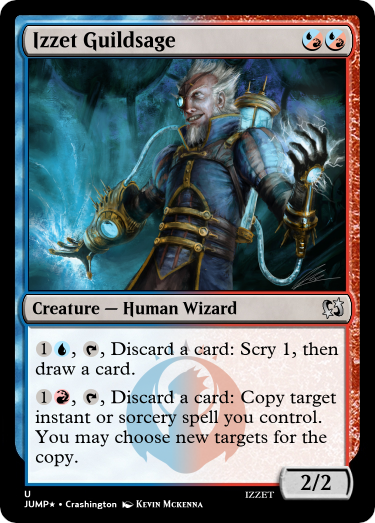 Izzet Guildsage
Creature — Human Wizard
1, , Discard a card: Scry 1, then
draw a card.
1, , Discard a card: Copy target
instant or sorcery spell you control.
You may choose new targets for the
copy.
2/2
U
JUMP★ • Crashington Kevin Mckenna
IZZET